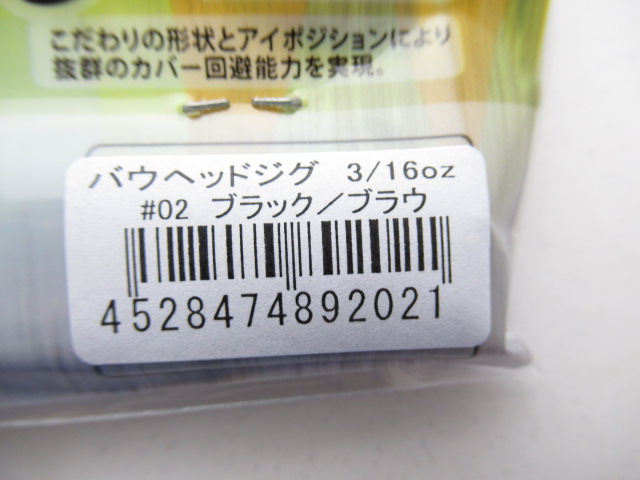 こだわりの形状とアイポジションにより
抜群のカバー回避能力を実現。
バウヘッドジグ 3/16oz
#02 ブラック／ブラウ
4528474892021